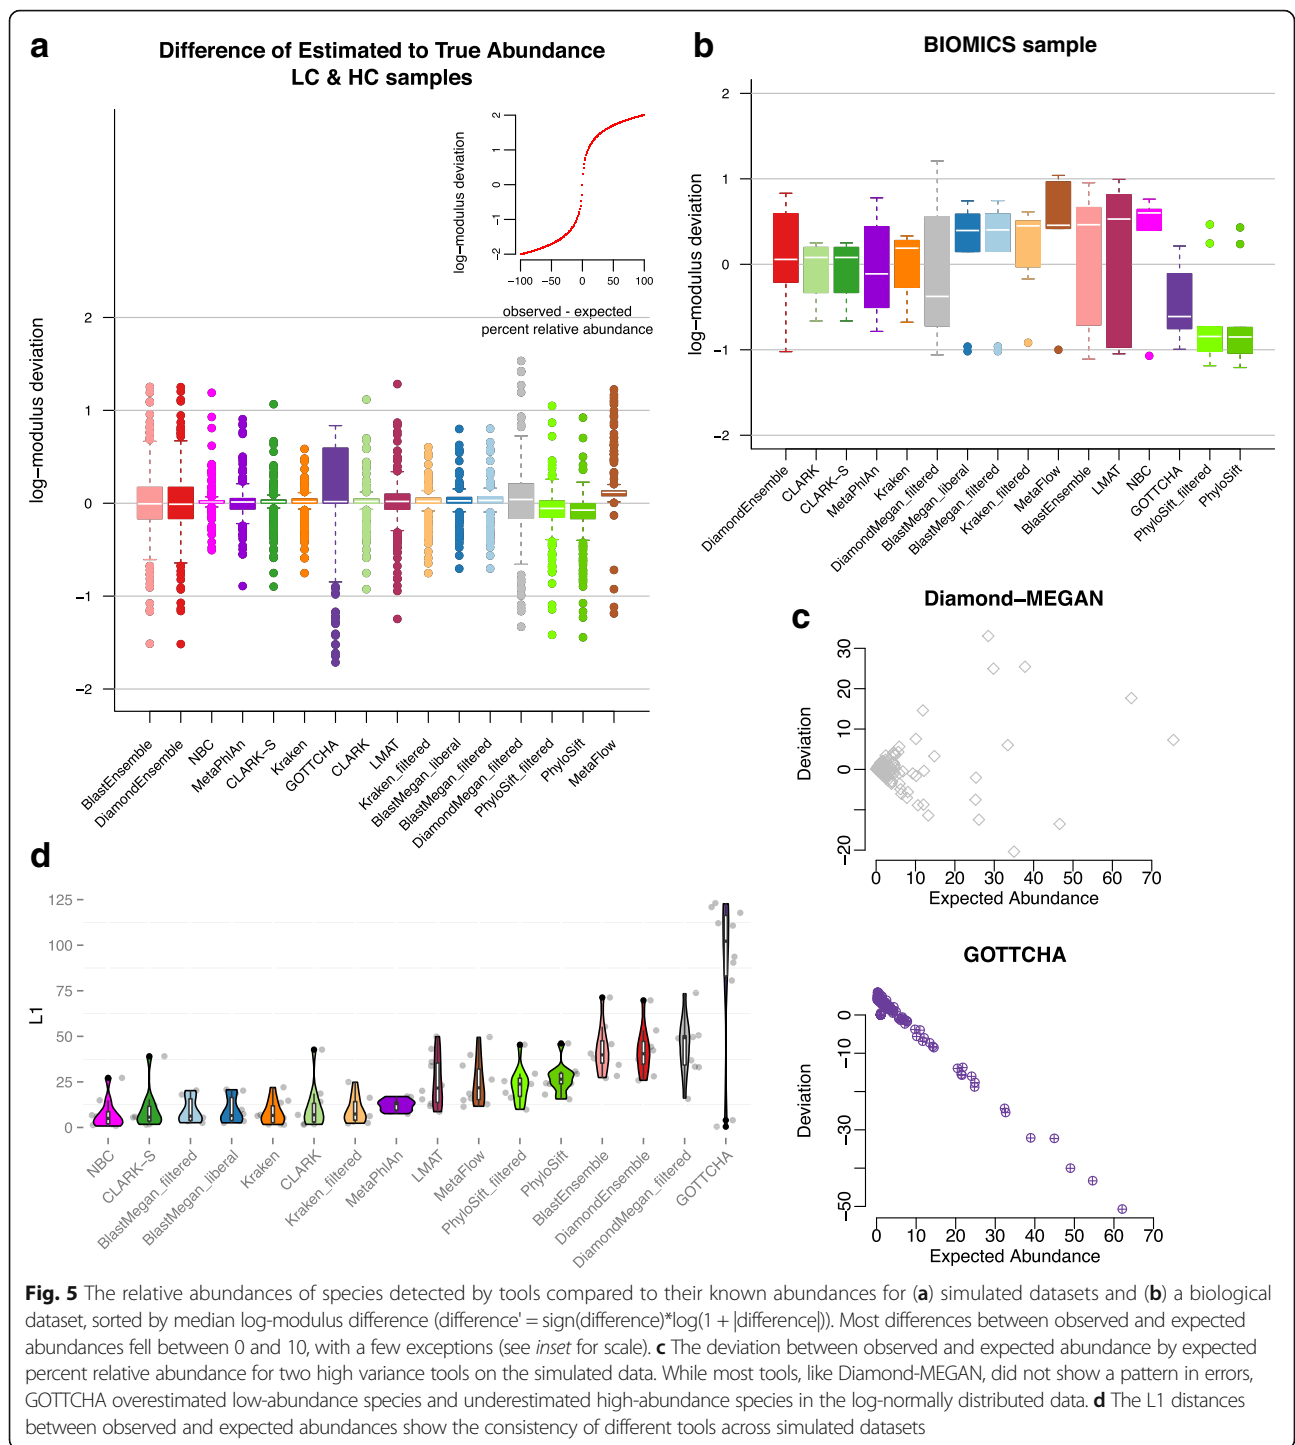 a
Difference of Estimated to True Abundance
LC & HC samples
log−modulus deviation
2
1
0
−1
−2
log−modulus deviation
2
1
0
−1
−2
−100 −50 0 50 100
observed - expected
percent relative abundance
BlastEnsemble
DiamondEnsemble
NBC
MetaPhlAn
CLARK−S
Kraken
GOTTCHA
CLARK
LMAT
Kraken_filtered
BlastMegan_liberal
BlastMegan_filtered
DiamondMegan_filtered
PhyloSift_filtered
PhyloSift
MetaFlow
b
BIOMICS sample
log−modulus deviation
2
1
0
−1
−2
DiamondEnsemble
CLARK
CLARK−S
MetaPhlAn
Kraken
DiamondMegan_filtered
BlastMegan_liberal
BlastMegan_filtered
Kraken_filtered
MetaFlow
BlastEnsemble
LMAT
NBC
GOTTCHA
PhyloSift_filtered
PhyloSift
c
Diamond−MEGAN
Deviation
30
20
10
0
−20
0 10 20 30 40 50 60 70
Expected Abundance
GOTTCHA
Deviation
0
−10
−30
−50
0 10 20 30 40 50 60 70
Expected Abundance
d
L1
125
100
75
50
25
0
NBC
CLARK−S
BlastMegan_filtered
BlastMegan_liberal
Kraken
CLARK
Kraken_filtered
MetaPhlAn
LMAT
MetaFlow
PhyloSift_filtered
PhyloSift
BlastEnsemble
DiamondEnsemble
DiamondMegan_filtered
GOTTCHA
Fig. 5 The relative abundances of species detected by tools compared to their known abundances for (a) simulated datasets and (b) a biological
dataset, sorted by median log-modulus difference (difference' = sign(difference)*log(1 + |difference|)). Most differences between observed and expected
abundances fell between 0 and 10, with a few exceptions (see inset for scale). c The deviation between observed and expected abundance by expected
percent relative abundance for two high variance tools on the simulated data. While most tools, like Diamond-MEGAN, did not show a pattern in errors,
GOTTCHA overestimated low-abundance species and underestimated high-abundance species in the log-normally distributed data. d The L1 distances
between observed and expected abundances show the consistency of different tools across simulated datasets